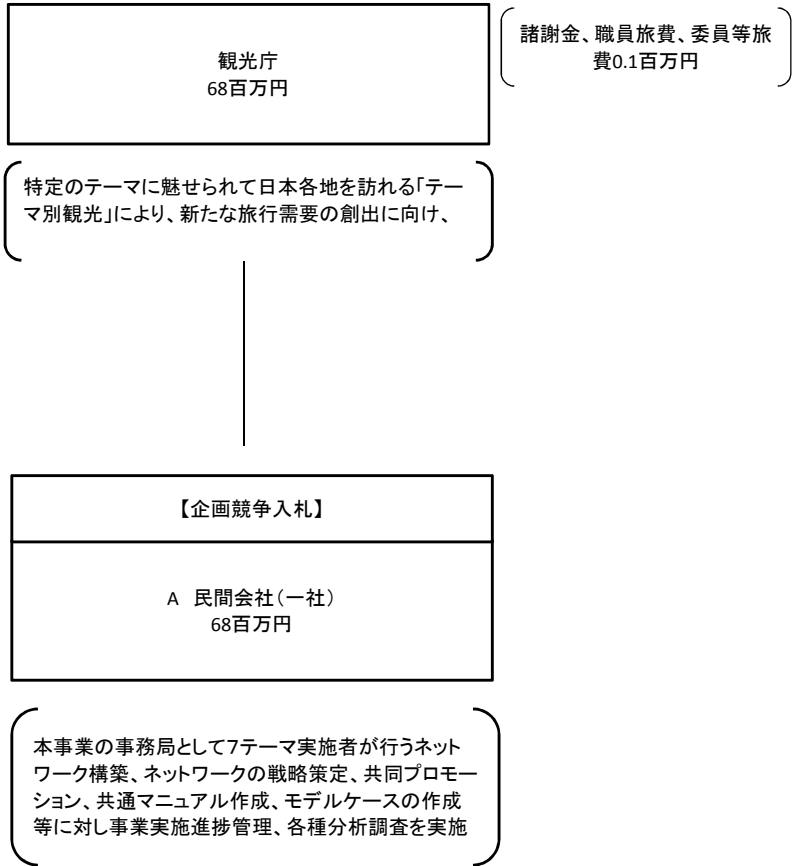 観光庁
68百万円
諸謝金、職員旅費、委員等旅
費0.1百万円
特定のテーマに魅せられて日本各地を訪れる「テー
マ別観光」により、新たな旅行需要の創出に向け、
【企画競争入札】
A 民間会社（一社）
68百万円
本事業の事務局として7テーマ実施者が行うネット
ワーク構築、ネットワークの戦略策定、共同プロモー
ション、共通マニュアル作成、モデルケースの作成
等に対し事業実施進捗管理、各種分析調査を実施